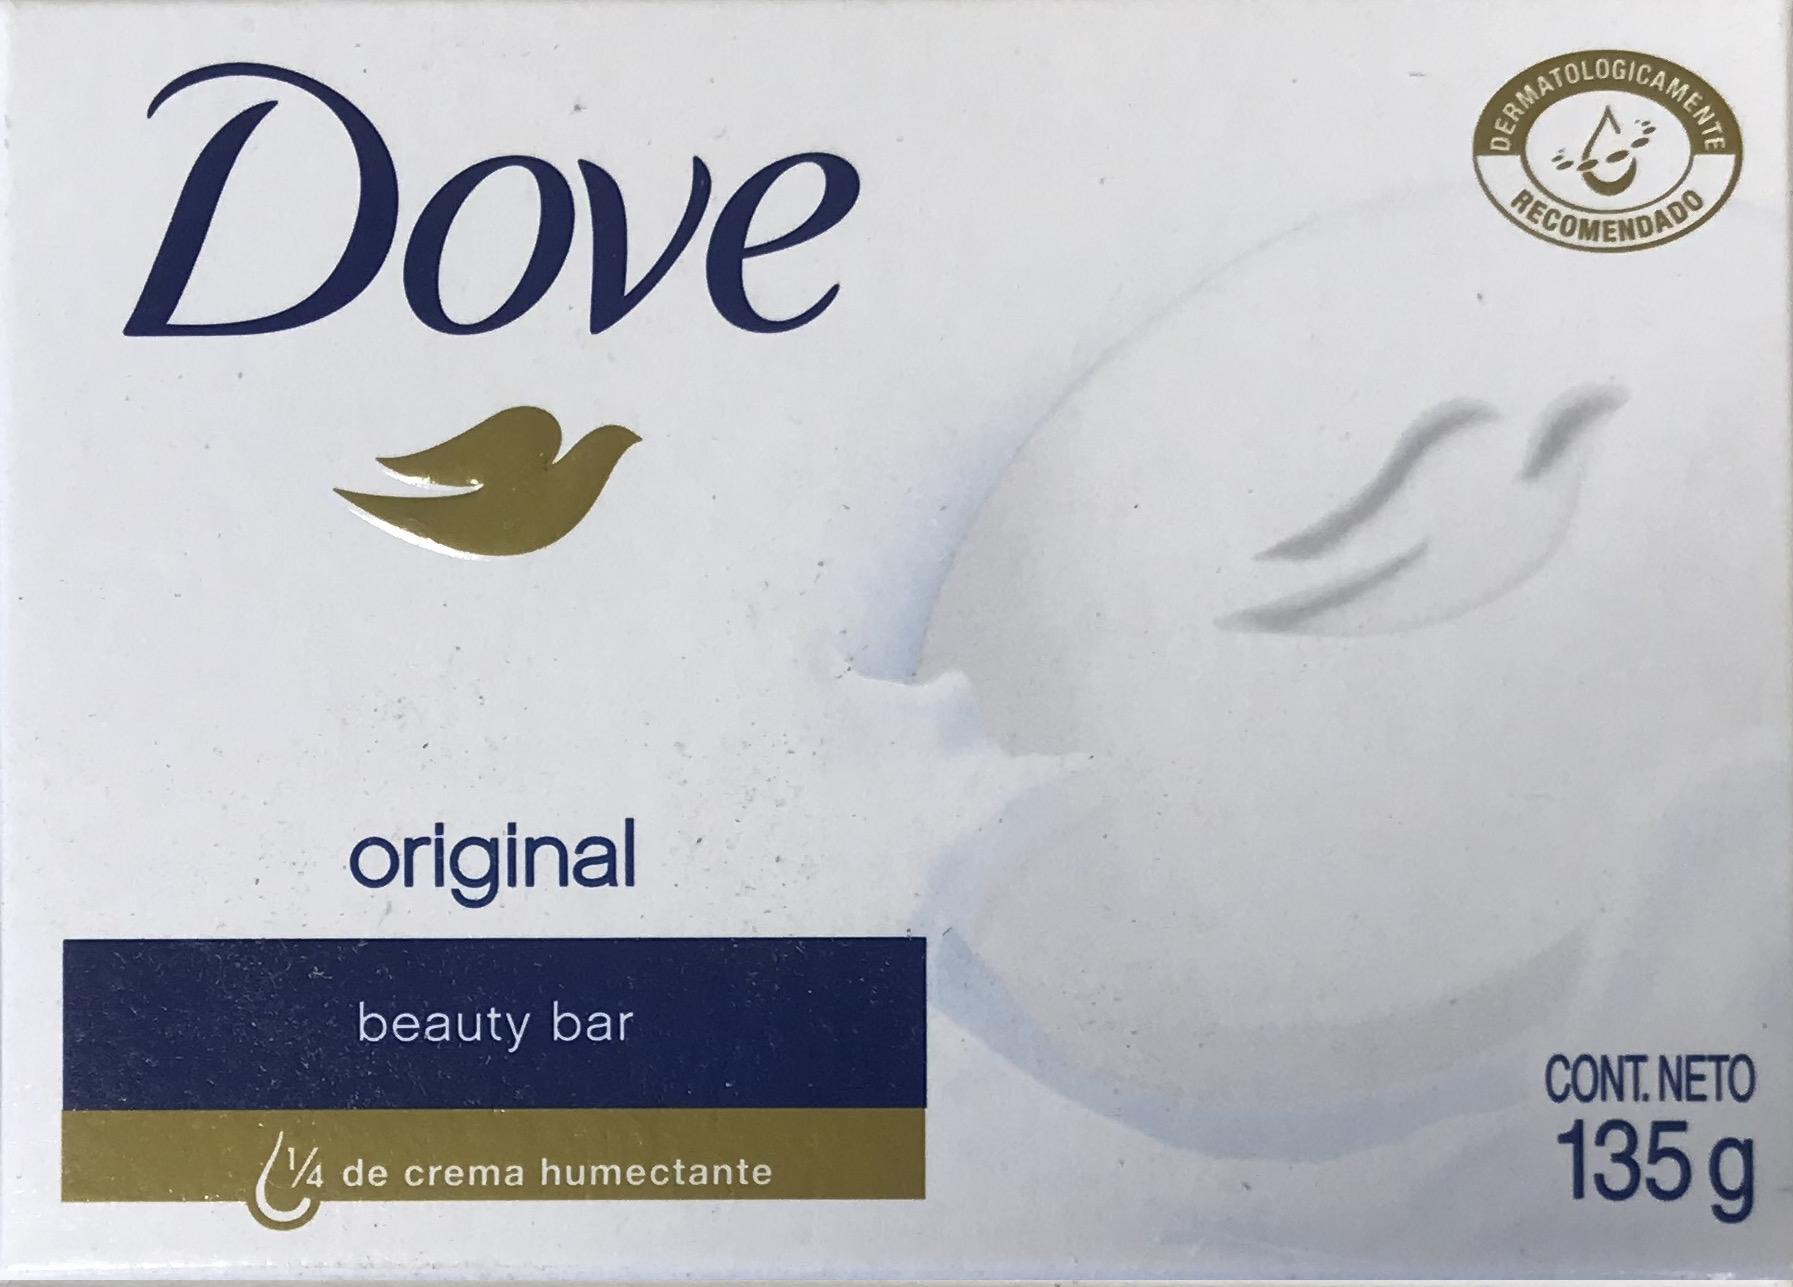 Dove
DERMATOLOGICAMENTE
RECOMENDADO
original
beauty bar
1/4 de crema humectante
CONT. NETO
135 g